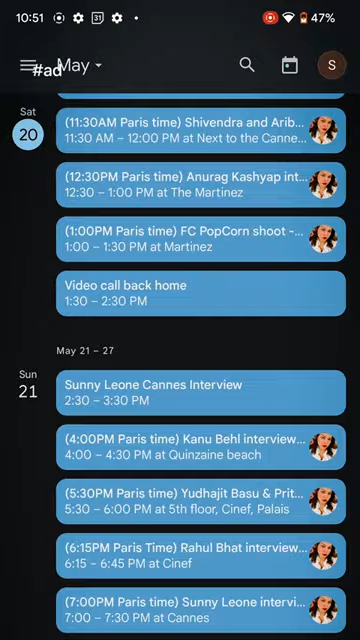 10:51
31
47%
#ad
May
S
Sat
20
(11:30AM Paris time) Shivendra and Arib...
11:30 AM – 12:00 PM at Next to the Canne...
(12:30PM Paris time) Anurag Kashyap int...
12:30 – 1:00 PM at The Martinez
(1:00PM Paris time) FC PopCorn shoot -...
1:00 – 1:30 PM at Martinez
Video call back home
1:30 – 2:30 PM
May 21 – 27
Sun
21
Sunny Leone Cannes Interview
2:30 – 3:30 PM
(4:00PM Paris time) Kanu Behl interview...
4:00 – 4:30 PM at Quinzaine beach
(5:30PM Paris time) Yudhajit Basu & Prit...
5:30 – 6:00 PM at 5th floor, Cinef, Palais
(6:15PM Paris Time) Rahul Bhat interview...
6:15 – 6:45 PM at Cinef
(7:00PM Paris time) Sunny Leone intervi...
7:00 – 7:30 PM at Cannes